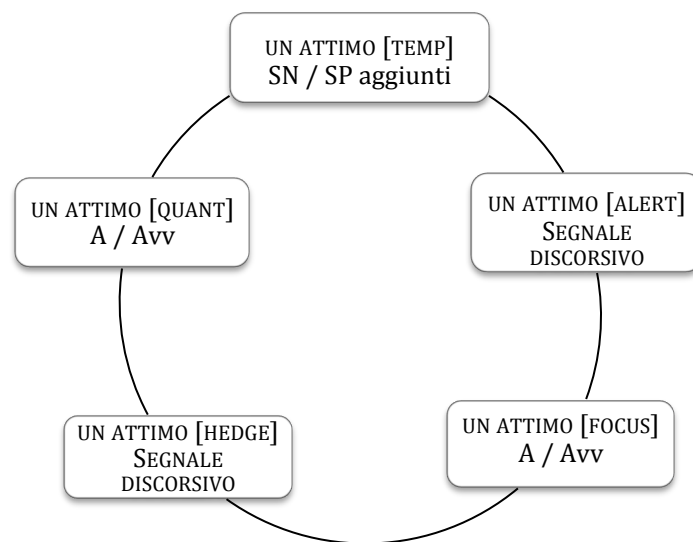 UN ATTIMO [TEMP]
SN / SP aggiunti
UN ATTIMO [QUANT]
A / Avv
UN ATTIMO [ALERT]
SEGNALE
DISCORSIVO
UN ATTIMO [HEDGE]
SEGNALE
DISCORSIVO
UN ATTIMO [FOCUS]
A / Avv